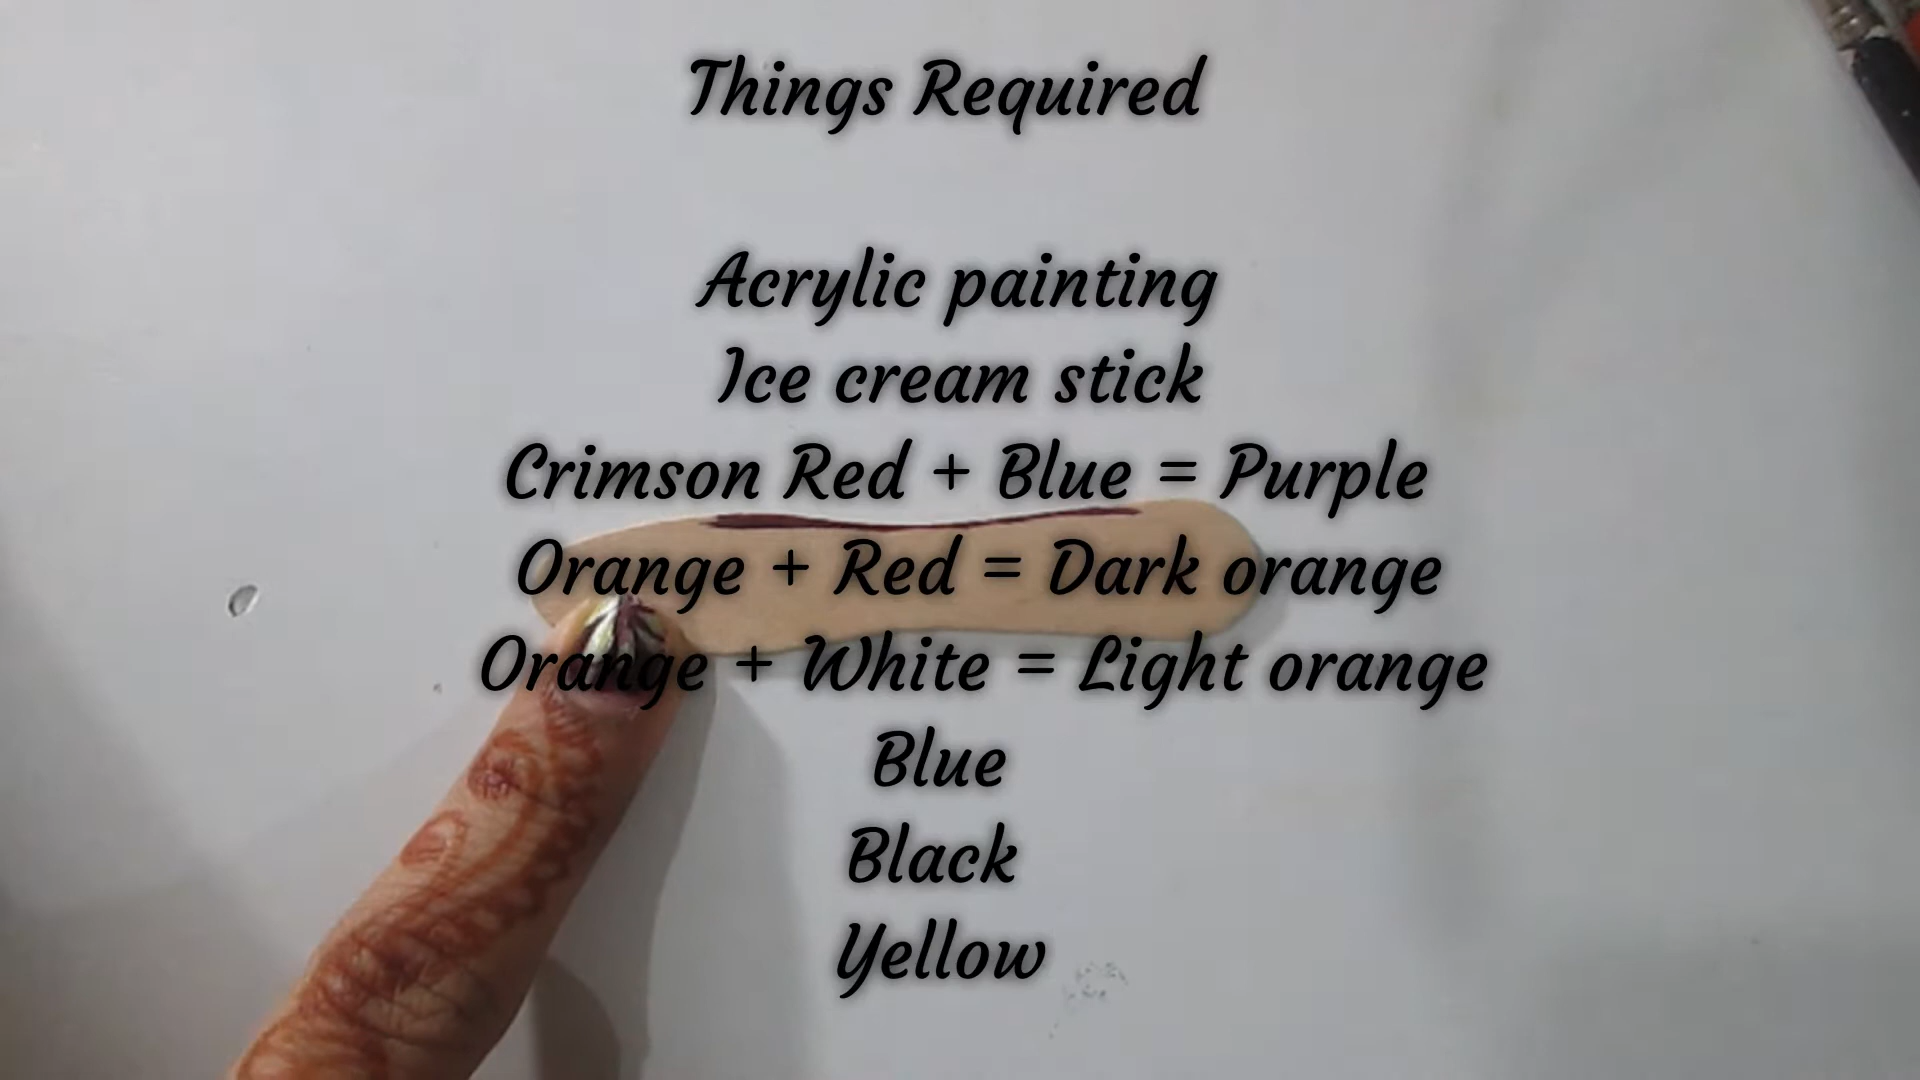 Things Required
Acrylic painting
Ice cream stick
Crimson Red + Blue = Purple
Orange + Red = Dark orange
Orange + White = Light orange
Blue
Black
Yellow